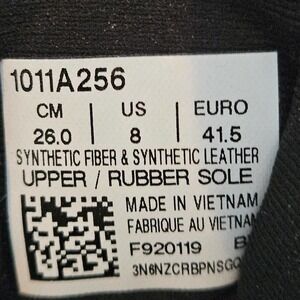 1011A256
CM | US | EURO
26.0 | 8 | 41.5
SYNTHETIC FIBER & SYNTHETIC LEATHER
UPPER / RUBBER SOLE
MADE IN VIETNAM
FABRIQUE AU VIETNAM
F920119
3N6NZCRBPNSGQ